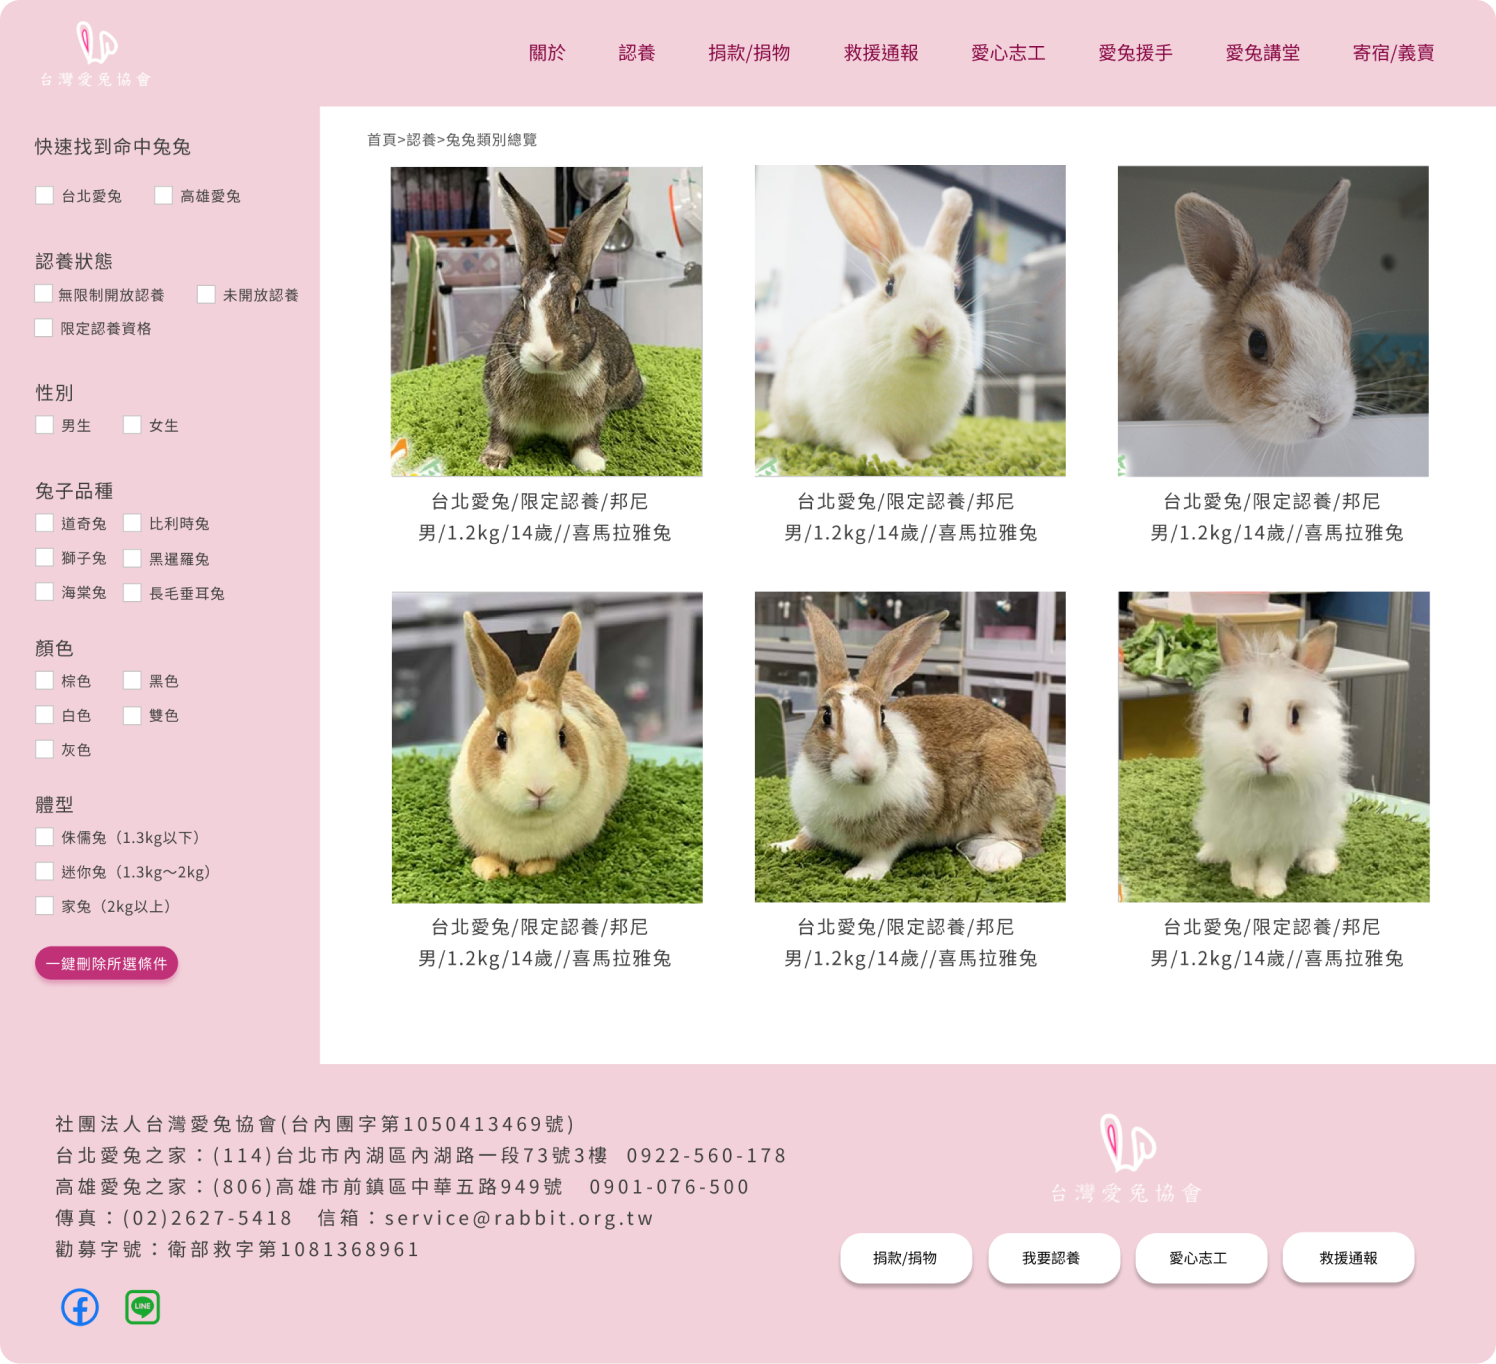 台灣愛兔協會
關於 認養 捐款/捐物 救援通報 愛心志工 愛兔援手 愛兔講堂 寄宿/義賣
快速找到命中兔兔
台北愛兔 高雄愛兔
認養狀態
無限制開放認養 未開放認養
限定認養資格
性別
男生 女生
兔子品種
道奇兔 比利時兔
獅子兔 黑暹羅兔
海棠兔 長毛垂耳兔
顏色
棕色 黑色
白色 雙色
灰色
體型
侏儒兔（1.3kg以下）
迷你兔（1.3kg～2kg）
家兔（2kg以上）
一鍵刪除所選條件
首頁>認養>兔兔類別總覽
台北愛兔/限定認養/邦尼 台北愛兔/限定認養/邦尼 台北愛兔/限定認養/邦尼
男/1.2kg/14歲//喜馬拉雅兔 男/1.2kg/14歲//喜馬拉雅兔 男/1.2kg/14歲//喜馬拉雅兔
台北愛兔/限定認養/邦尼 台北愛兔/限定認養/邦尼 台北愛兔/限定認養/邦尼
男/1.2kg/14歲//喜馬拉雅兔 男/1.2kg/14歲//喜馬拉雅兔 男/1.2kg/14歲//喜馬拉雅兔
社團法人台灣愛兔協會(台內團字第1050413469號)
台北愛兔之家：(114)台北市內湖區內湖路一段73號3樓 0922-560-178
高雄愛兔之家：(806)高雄市前鎮區中華五路949號 0901-076-500
傳真：(02)2627-5418 信箱：service@rabbit.org.tw
勸募字號：衛部救字第1081368961
LINE
台灣愛兔協會
捐款/捐物 我要認養 愛心志工 救援通報